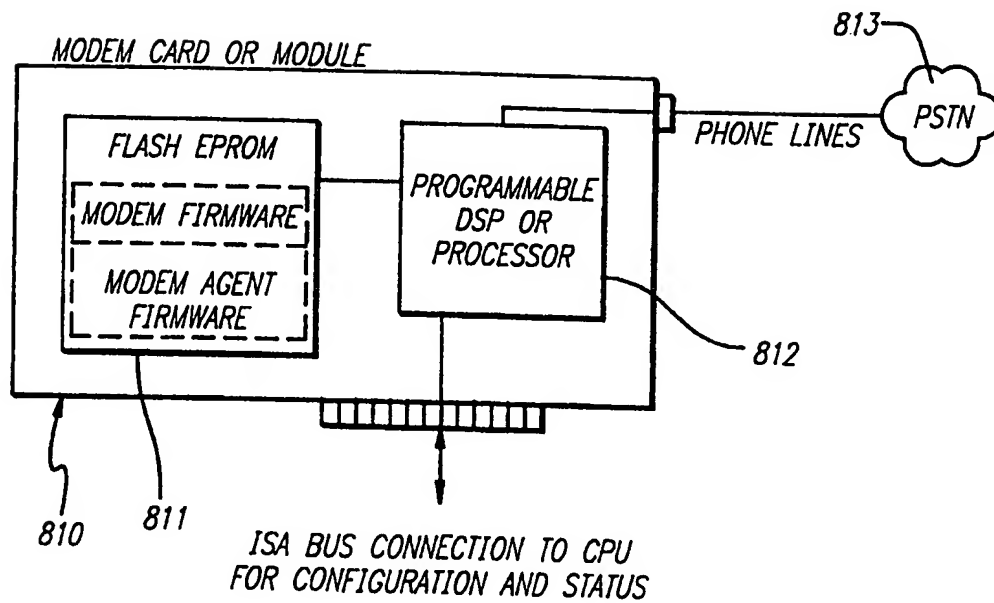 813
MODEM CARD OR MODULE
PSTN
PHONE LINES
FLASH EPROM
MODEM FIRMWARE
MODEM AGENT
FIRMWARE
PROGRAMMABLE
DSP OR
PROCESSOR
812
810
811
ISA BUS CONNECTION TO CPU
FOR CONFIGURATION AND STATUS